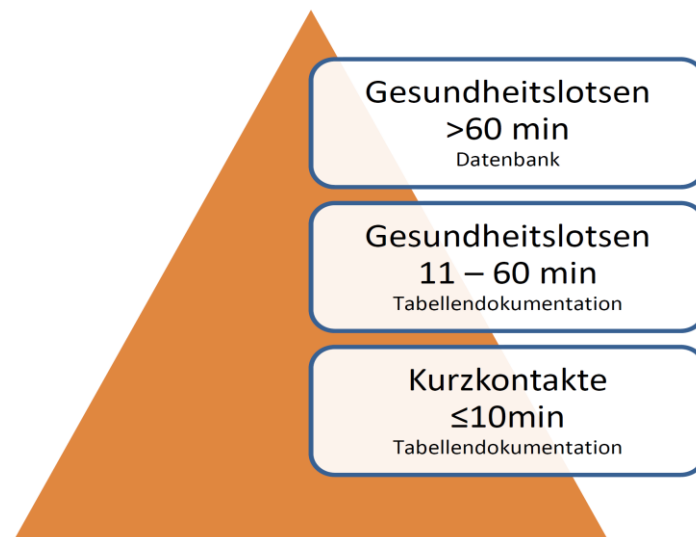 Gesundheitslotsen
>60 min
Datenbank
Gesundheitslotsen
11 – 60 min
Tabellendokumentation
Kurzkontakte
≤10min
Tabellendokumentation